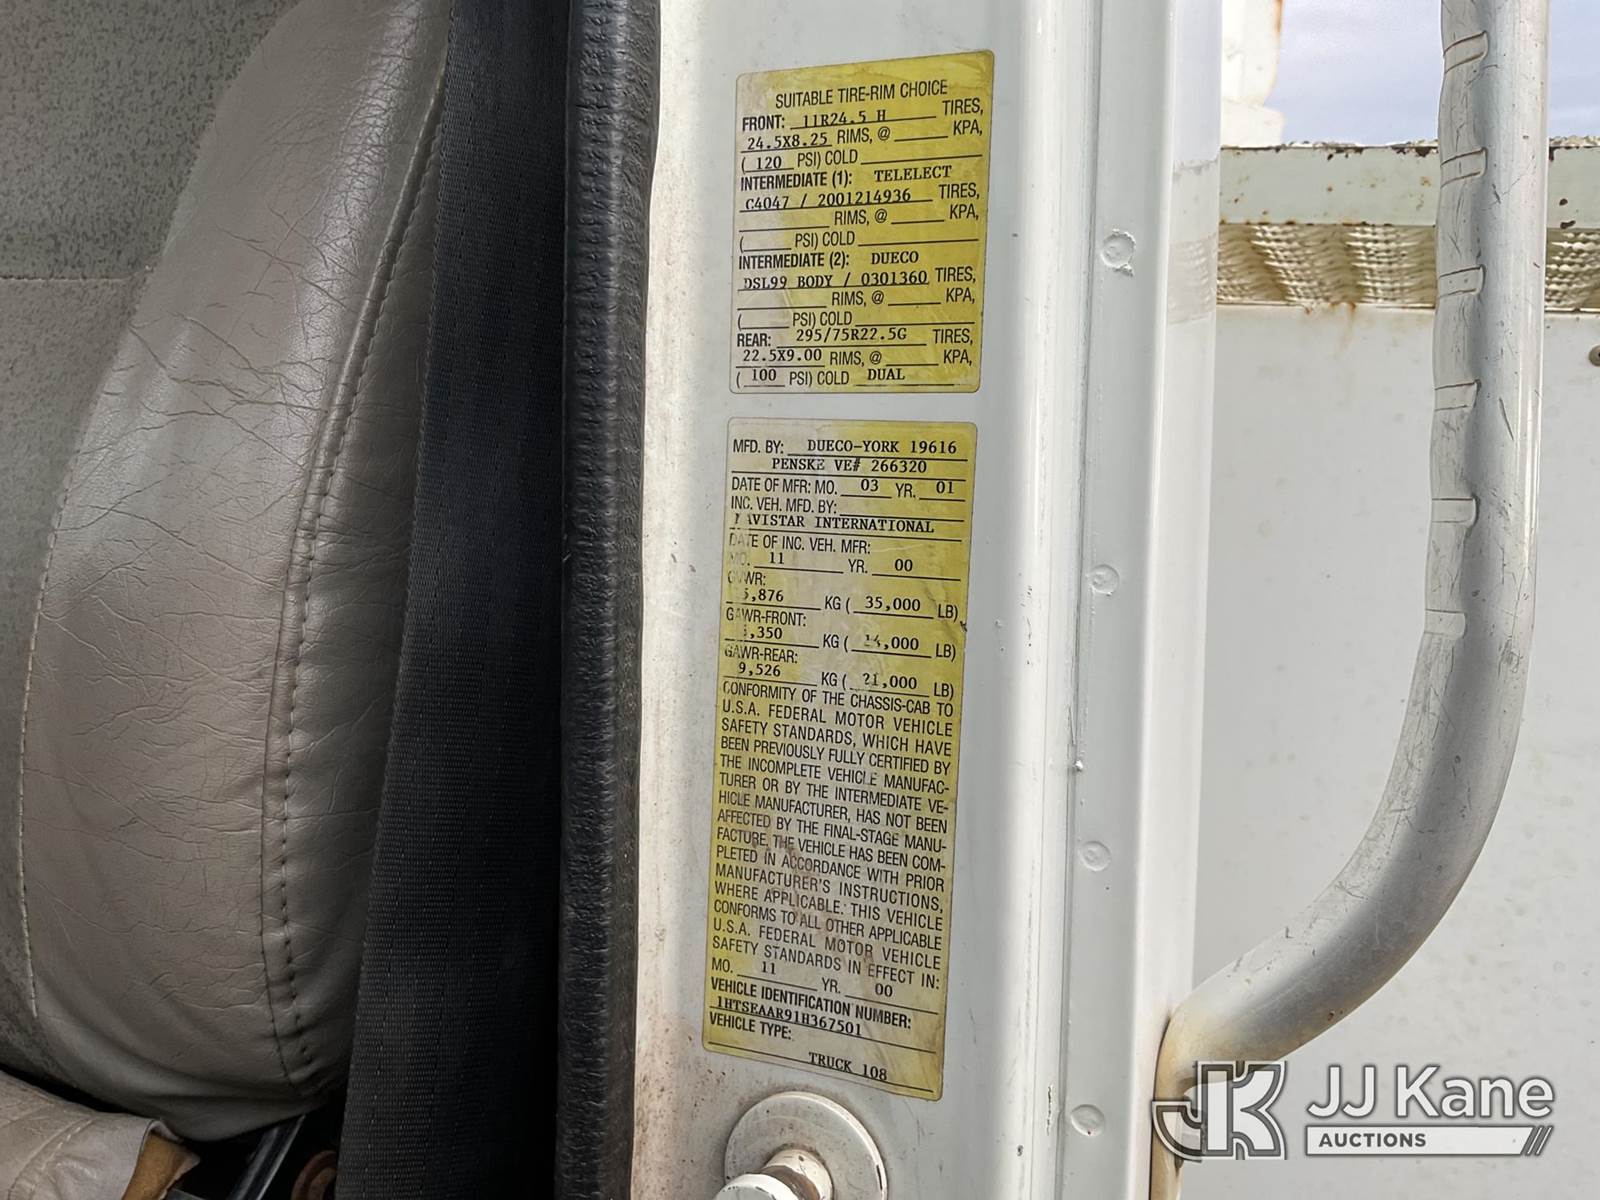 SUITABLE TIRE-RIM CHOICE
FRONT: 11R24.5 H TIRES,
24.5X8.25 RIMS, @ KPA,
( 120 PSI) COLD
INTERMEDIATE (1): TELELECT
C4047 / 2001214936 TIRES,
RIMS, @ KPA,
( PSI) COLD
INTERMEDIATE (2): DUECO
DSL99 BODY / 0301360 TIRES,
RIMS, @ KPA,
( PSI) COLD
REAR: 295/75R22.5G TIRES,
22.5X9.00 RIMS, @ KPA,
( 100 PSI) COLD DUAL
MFD. BY: DUECO-YORK 19616
PENSKE VE# 266320
DATE OF MFR: MO. 03 YR. 01
INC. VEH. MFD. BY:
NAVISTAR INTERNATIONAL
DATE OF INC. VEH. MFR:
MO. 11 YR. 00
GVWR:
5,876 KG ( 35,000 LB)
GAWR-FRONT:
,350 KG ( 14,000 LB)
GAWR-REAR:
9,526 KG ( 21,000 LB)
CONFORMITY OF THE CHASSIS-CAB TO
U.S.A. FEDERAL MOTOR VEHICLE
SAFETY STANDARDS, WHICH HAVE
BEEN PREVIOUSLY FULLY CERTIFIED BY
THE INCOMPLETE VEHICLE MANUFAC-
TURER OR BY THE INTERMEDIATE VE-
HICLE MANUFACTURER, HAS NOT BEEN
AFFECTED BY THE FINAL-STAGE MANU-
FACTURE. THE VEHICLE HAS BEEN COM-
PLETED IN ACCORDANCE WITH PRIOR
MANUFACTURER'S INSTRUCTIONS,
WHERE APPLICABLE. THIS VEHICLE
CONFORMS TO ALL OTHER APPLICABLE
U.S.A. FEDERAL MOTOR VEHICLE
SAFETY STANDARDS IN EFFECT IN:
MO. 11 YR. 00
VEHICLE IDENTIFICATION NUMBER:
1HTSEAAR91H367501
VEHICLE TYPE:
TRUCK 108
JK
JJ Kane
AUCTIONS